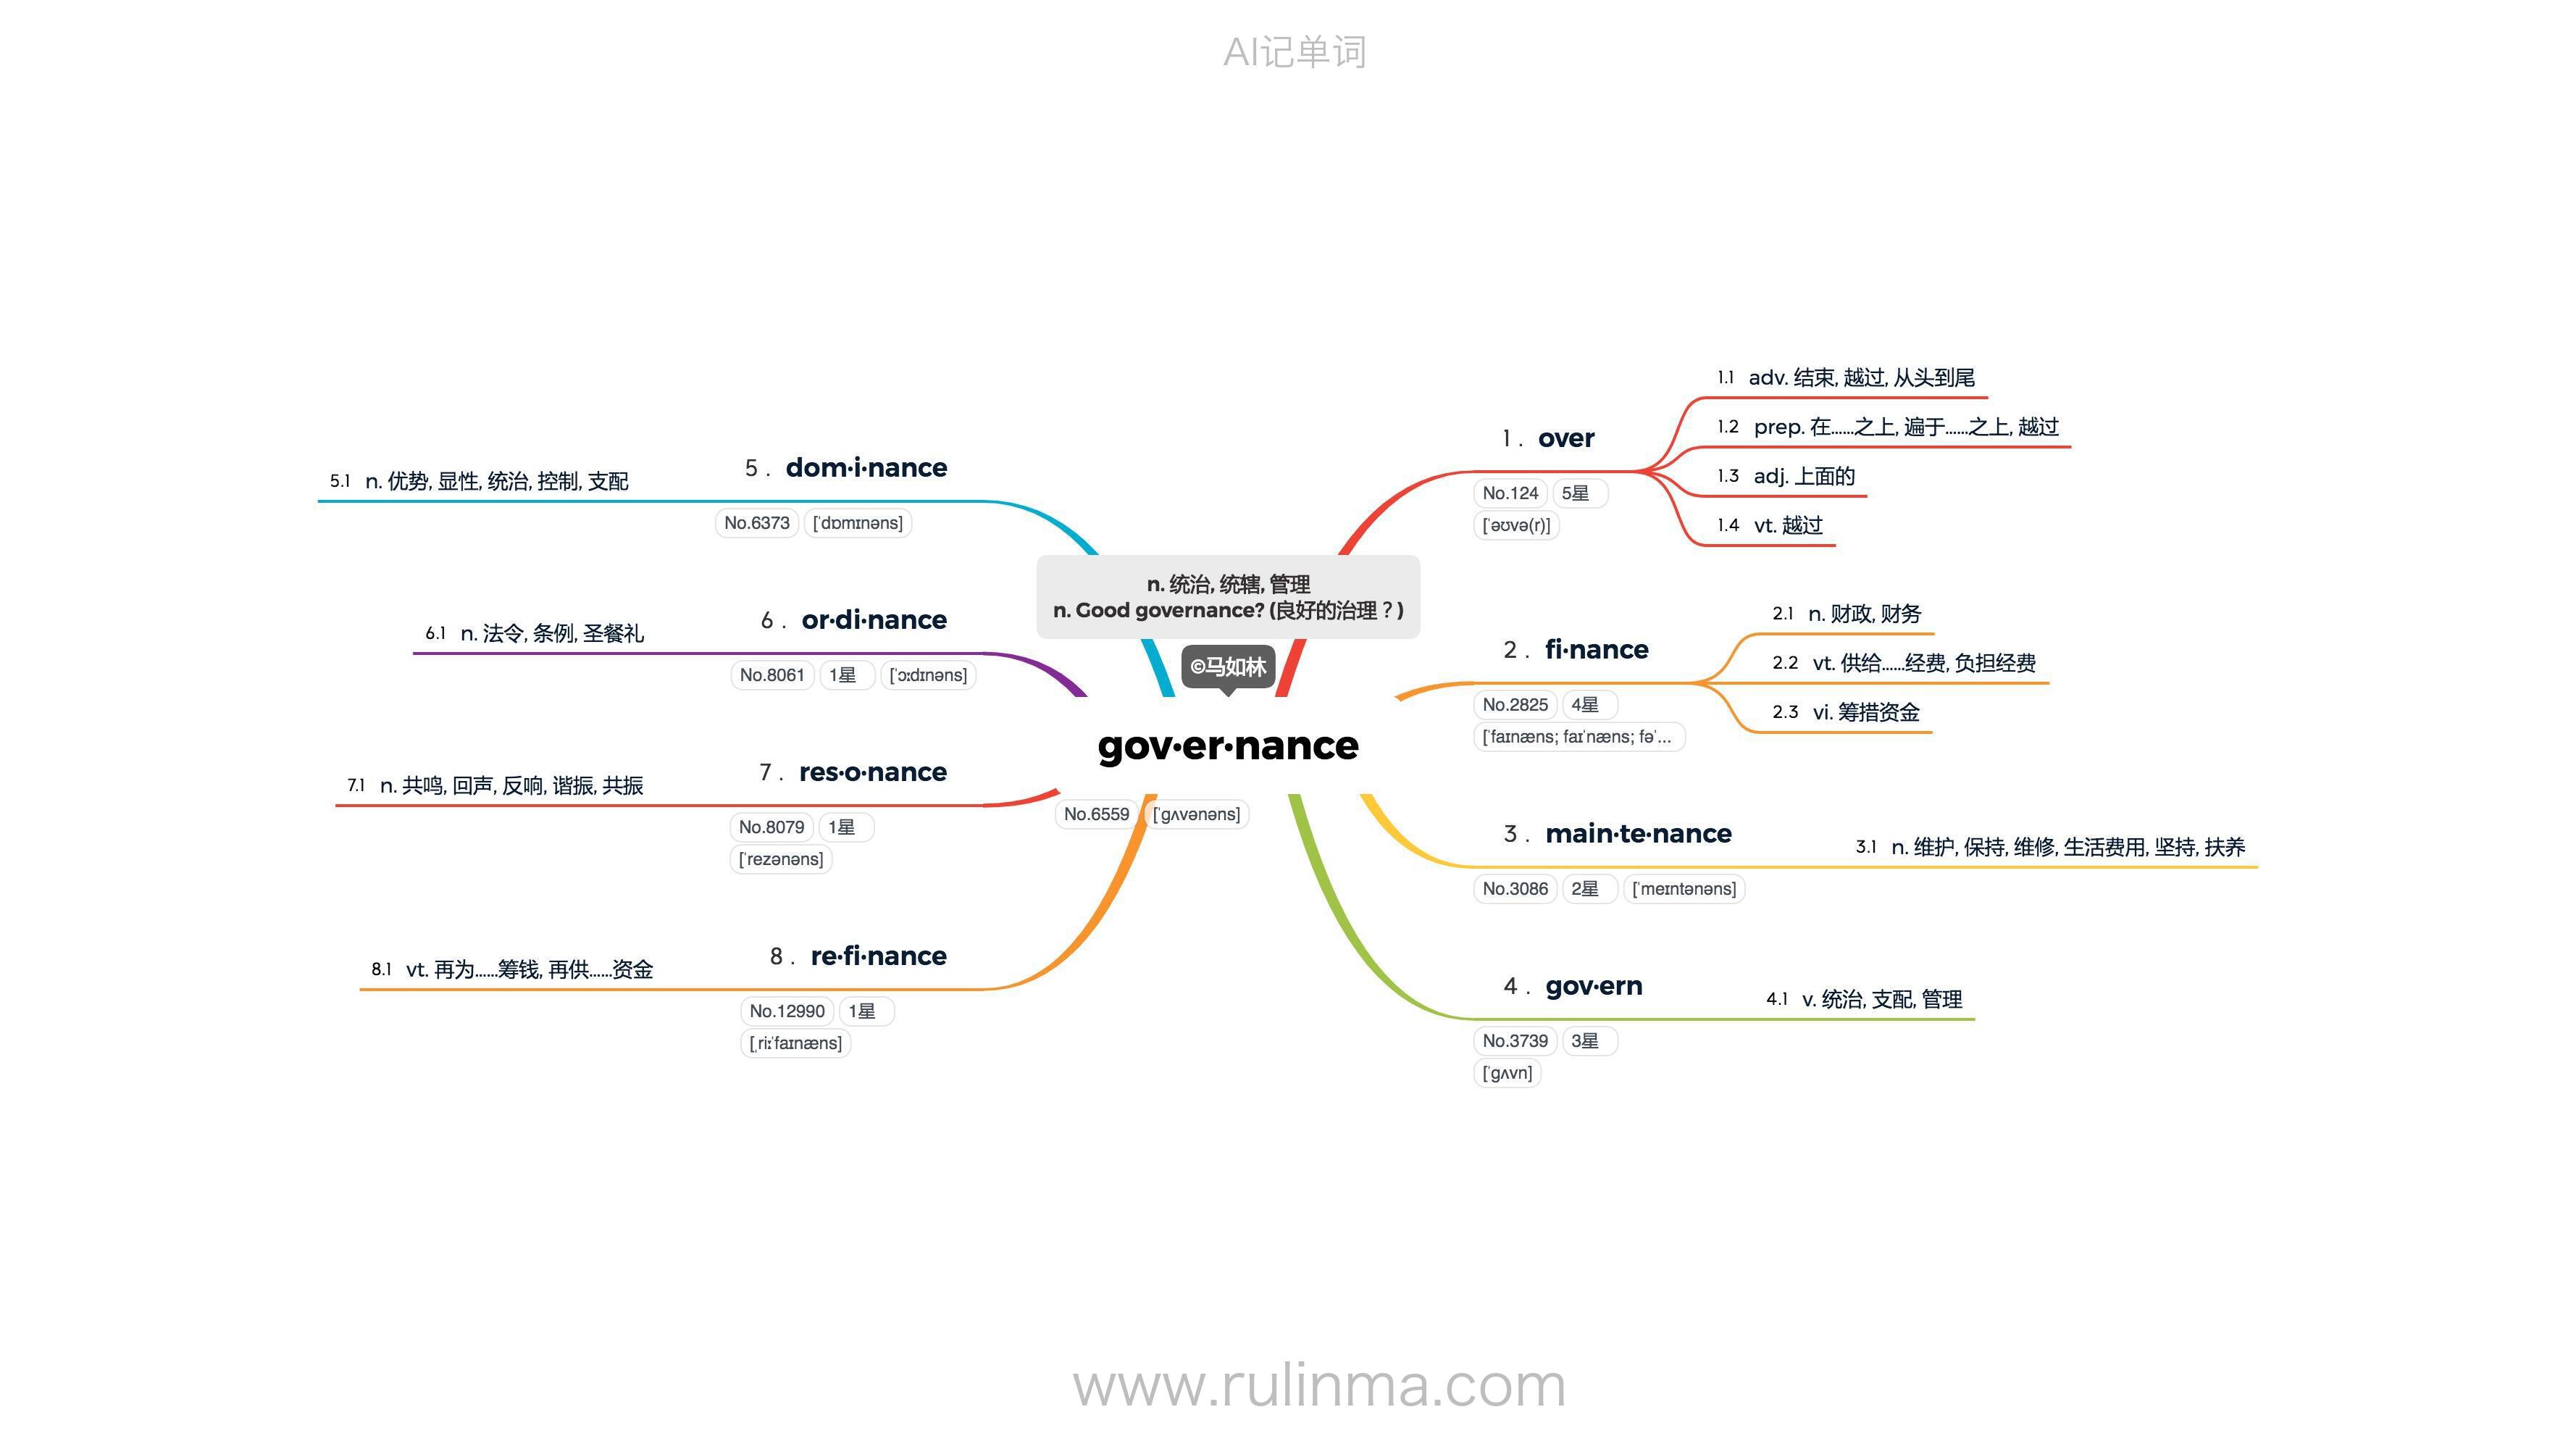 AI记单词
n. 统治, 统辖, 管理
n. Good governance? (良好的治理？)
©马如林
gov·er·nance
No.6559 [ˈɡʌvənəns]
1 . over
No.124 5星
[ˈəʊvə(r)]
1.1 adv. 结束, 越过, 从头到尾
1.2 prep. 在......之上, 遍于......之上, 越过
1.3 adj. 上面的
1.4 vt. 越过
2 . fi·nance
No.2825 4星
[ˈfaɪnæns; faɪˈnæns; fəˈ...
2.1 n. 财政, 财务
2.2 vt. 供给......经费, 负担经费
2.3 vi. 筹措资金
3 . main·te·nance
No.3086 2星 [ˈmeɪntənəns]
3.1 n. 维护, 保持, 维修, 生活费用, 坚持, 扶养
4 . gov·ern
No.3739 3星
[ˈɡʌvn]
4.1 v. 统治, 支配, 管理
5 . dom·i·nance
No.6373 [ˈdɒmɪnəns]
5.1 n. 优势, 显性, 统治, 控制, 支配
6 . or·di·nance
No.8061 1星 [ˈɔːdɪnəns]
6.1 n. 法令, 条例, 圣餐礼
7 . res·o·nance
No.8079 1星
[ˈrezənəns]
7.1 n. 共鸣, 回声, 反响, 谐振, 共振
8 . re·fi·nance
No.12990 1星
[ˌriːˈfaɪnæns]
8.1 vt. 再为......筹钱, 再供......资金
www.rulinma.com